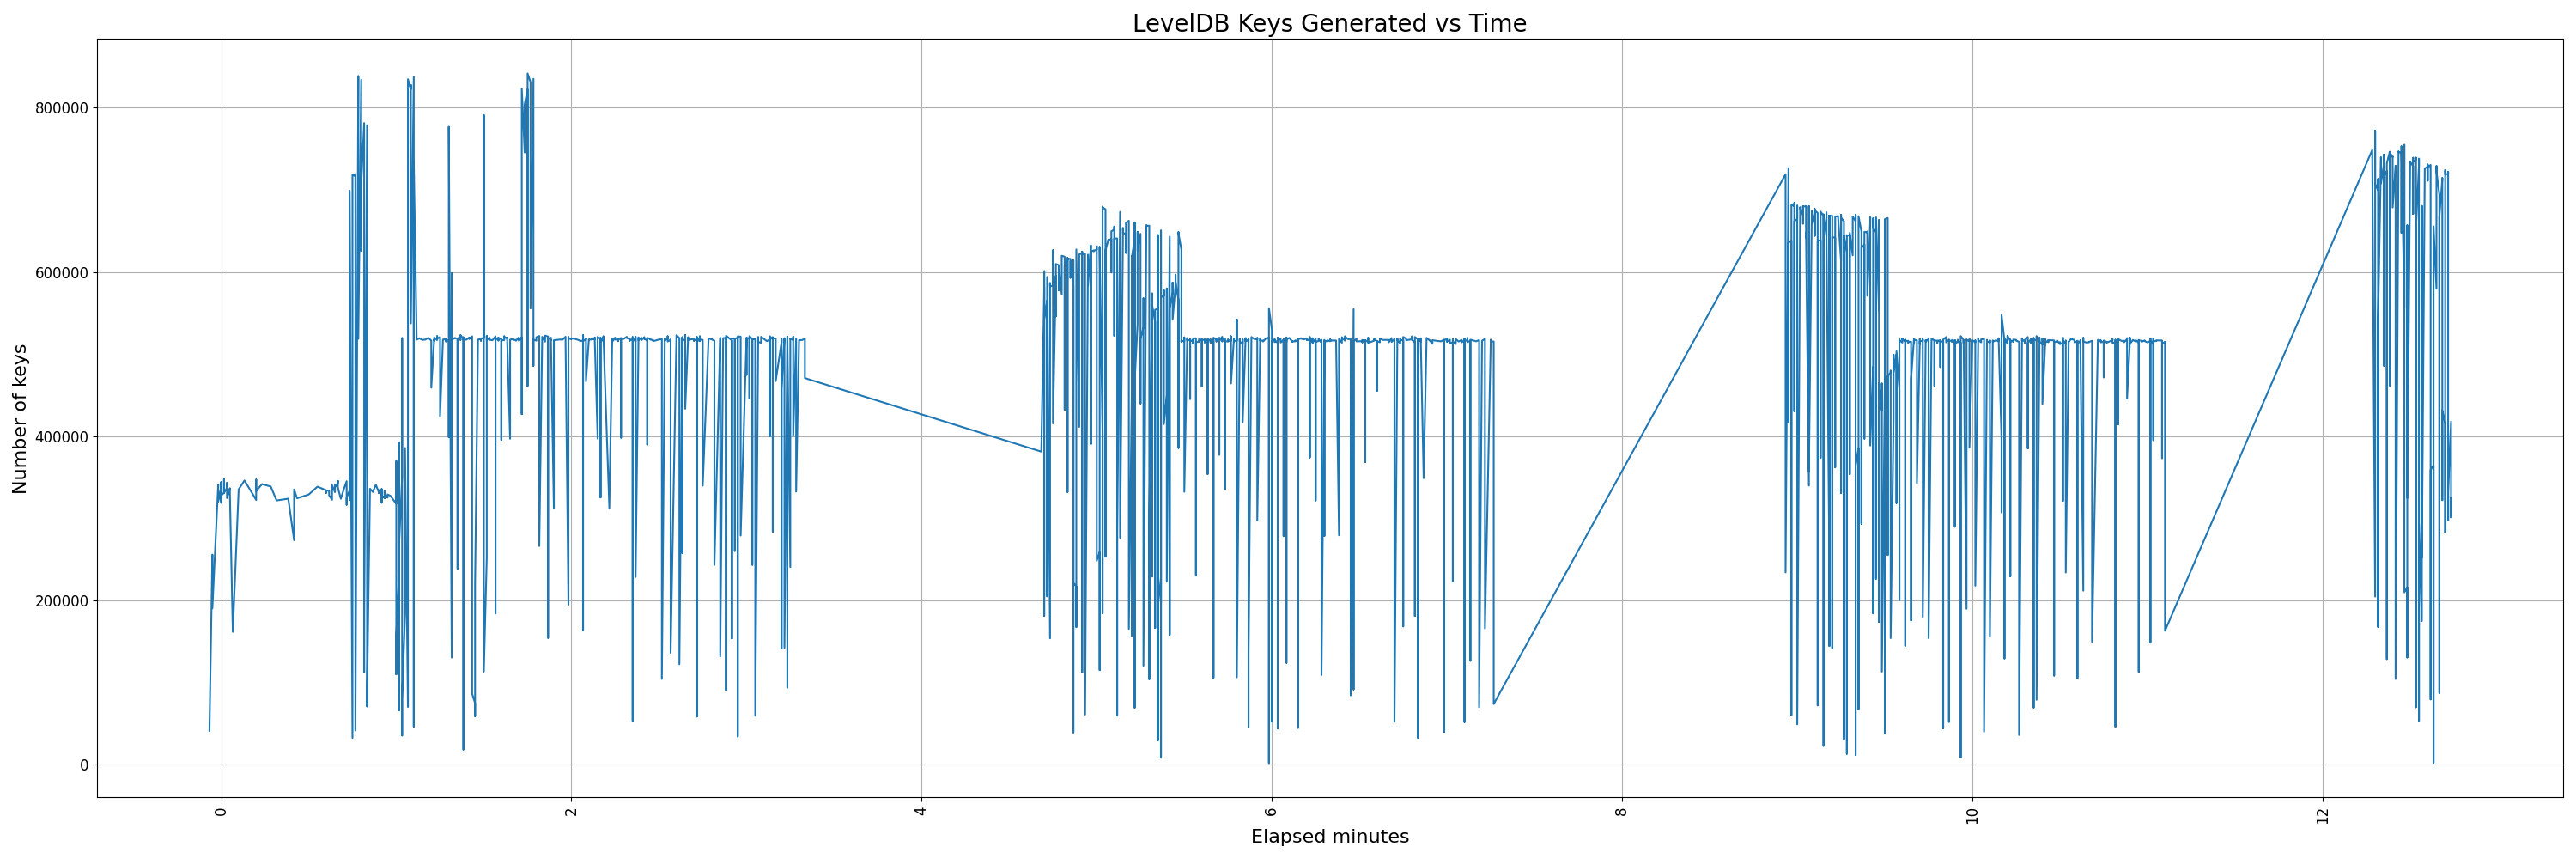 LevelDB Keys Generated vs Time
Number of keys
800000
600000
400000
200000
0
0 2 4 6 8 10 12
Elapsed minutes